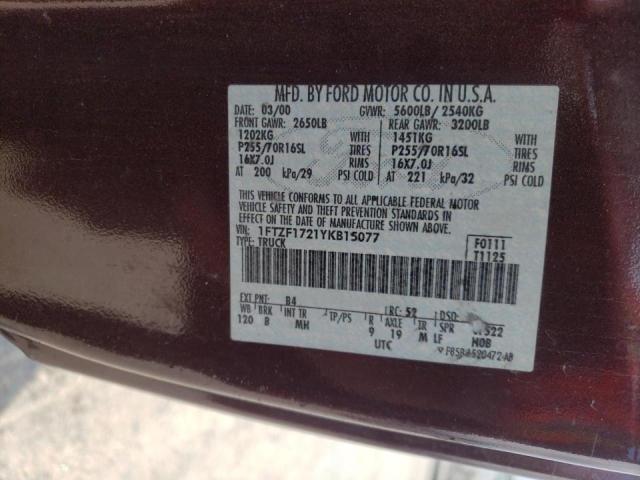 MFD. BY FORD MOTOR CO. IN U.S.A.
DATE: 03/00 GVWR: 5600LB/ 2540KG
FRONT GAWR: 2650LB REAR GAWR: 3200LB
1202KG WITH 1451KG WITH
P255/70R16SL TIRES P255/70R16SL TIRES
16X7.0J RIMS 16X7.0J RIMS
AT 200 kPa/29 PSI COLD AT 221 kPa/32 PSI COLD
THIS VEHICLE CONFORMS TO ALL APPLICABLE FEDERAL MOTOR
VEHICLE SAFETY AND THEFT PREVENTION STANDARDS IN
EFFECT ON THE DATE OF MANUFACTURE SHOWN ABOVE.
VIN: 1FTZF1721YKB15077 F0111
TYPE: TRUCK T1125
EXT PNT: B4 RC: 52 DSO:
WB BRK INT TR TP/PS R AXLE TR SPR
120 B MH 9 19 M LF NOB
UTC